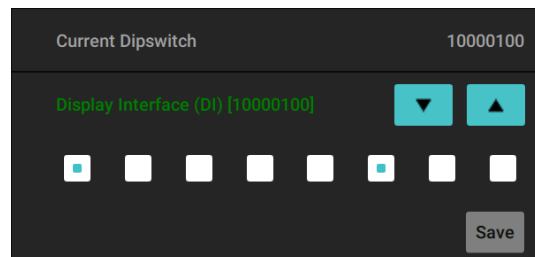 Current Dipswitch 10000100
Display Interface (DI) [10000100]
Save